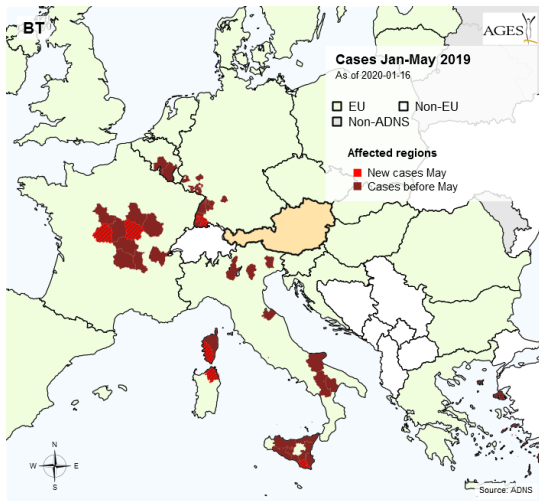 BT
AGES
Cases Jan-May 2019
As of 2020-01-16
EU
Non-EU
Non-ADNS
Affected regions
New cases May
Cases before May
N
W
E
S
Source: ADNS